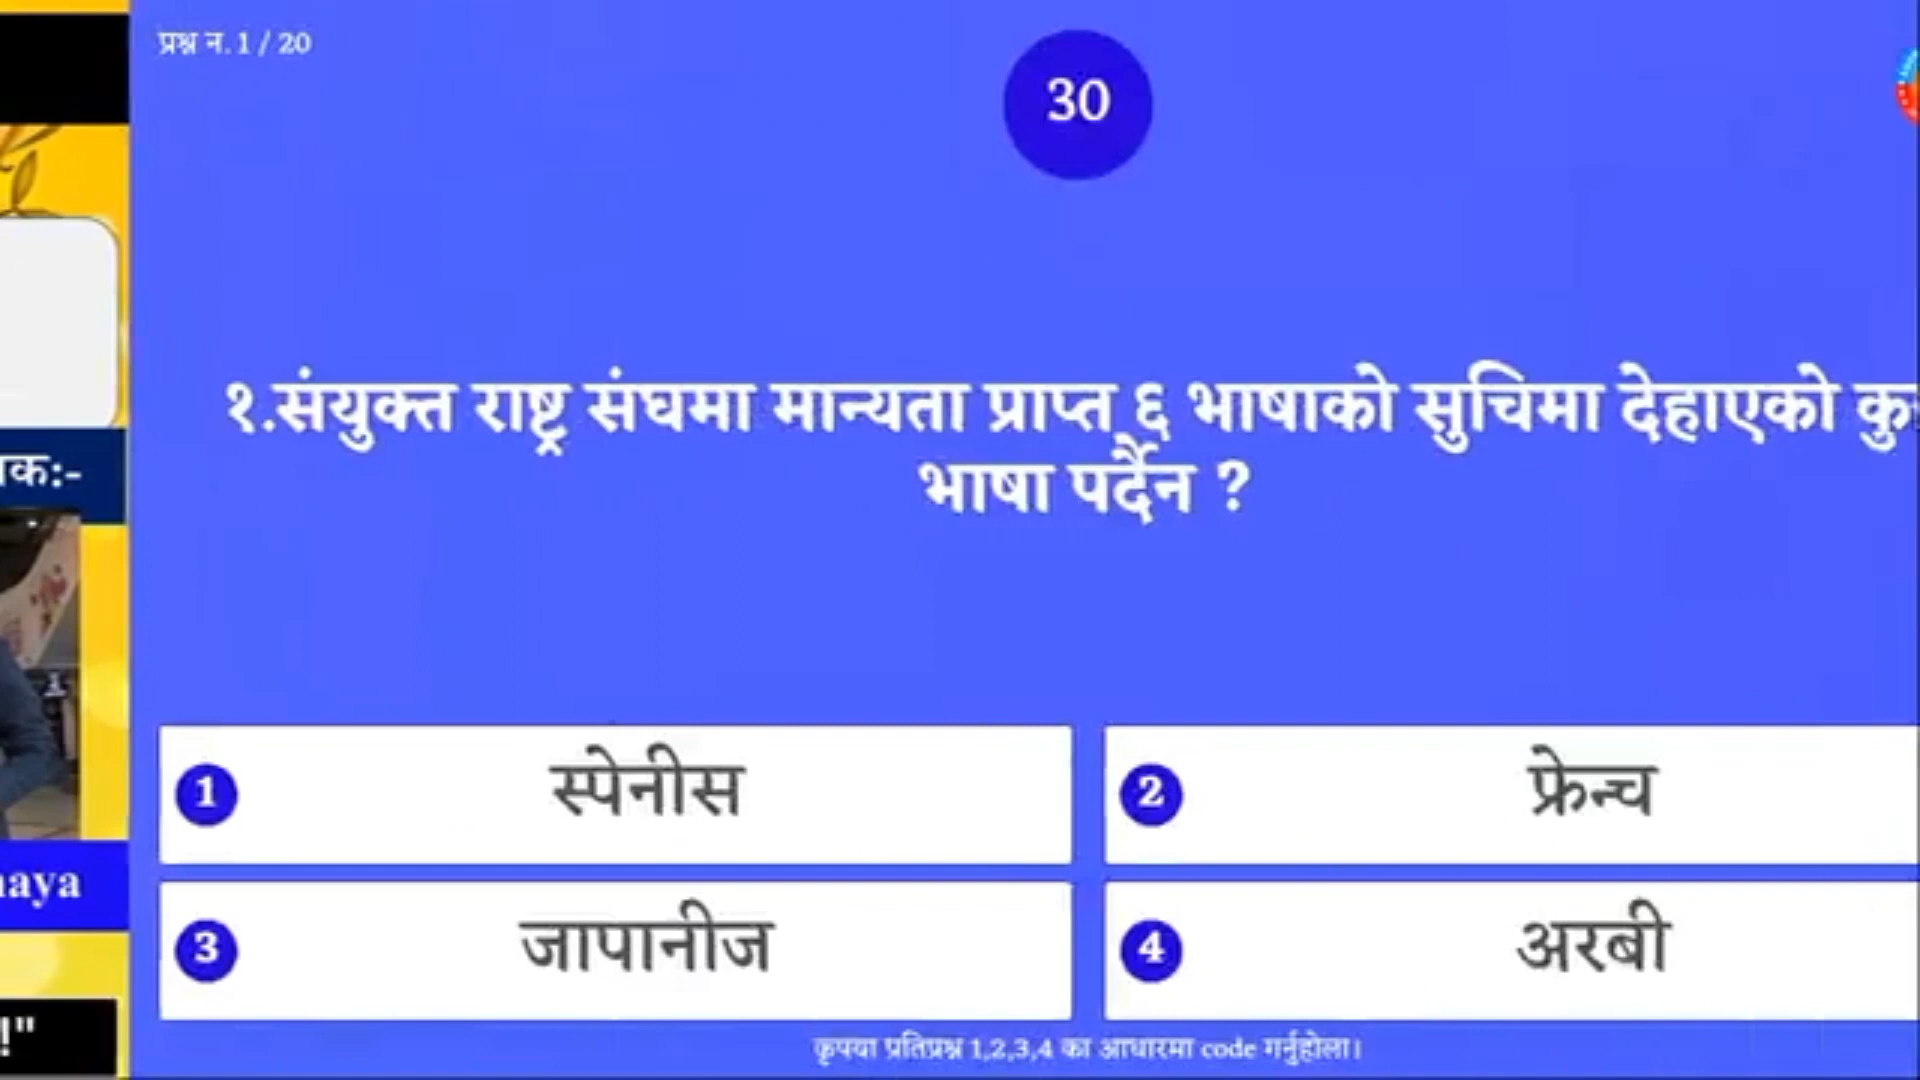 प्रश्न न. 1 / 20
30
१.संयुक्त राष्ट्र संघमा मान्यता प्राप्त ६ भाषाको सुचिमा देहाएको
भाषा पर्दैन ?
1 स्पेनीस
2 फ्रेन्च
3 जापानीज
4 अरबी
कृपया प्रतिप्रश्न 1,2,3,4 का आधारमा code गर्नुहोला।
!"